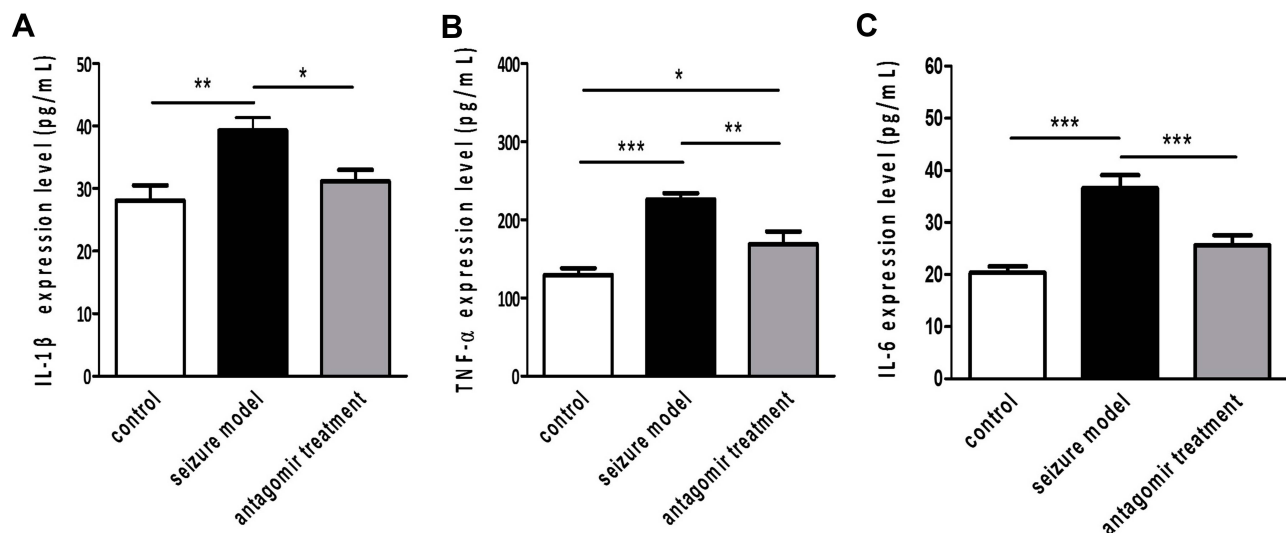 A
IL-1β expression level (pg/mL)
50
40
30
20
10
0
**
*
control
seizure model
antagomir treatment
B
TNF-α expression level (pg/mL)
400
300
200
100
0
*
**
***
control
seizure model
antagomir treatment
C
IL-6 expression level (pg/mL)
60
50
40
30
20
10
0
***
***
control
seizure model
antagomir treatment